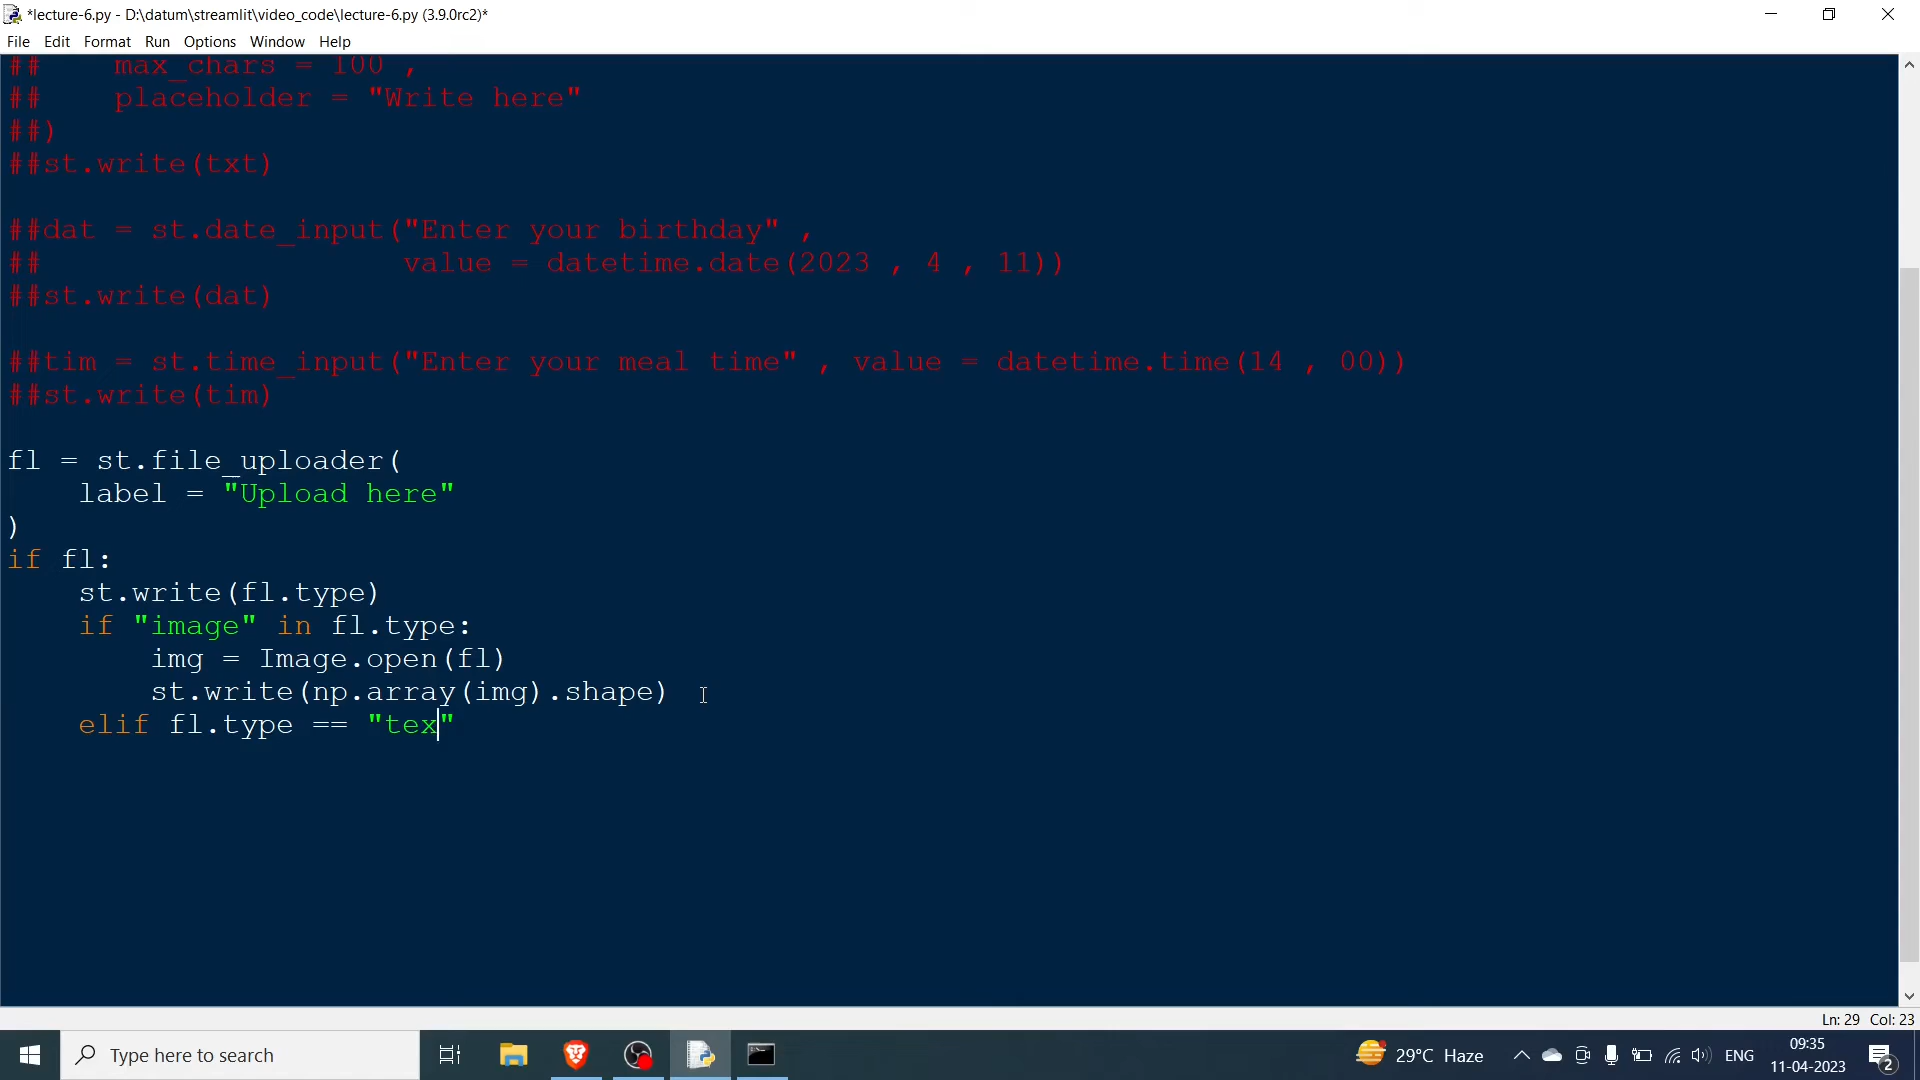 *lecture-6.py - D:\datum\streamlit\video_code\lecture-6.py (3.9.0rc2)*
File Edit Format Run Options Window Help
##    max_chars = 100 ,
##    placeholder = "Write here"
##)
##st.write(txt)
##dat = st.date_input("Enter your birthday" ,
##                    value = datetime.date(2023 , 4 , 11))
##st.write(dat)
##tim = st.time_input("Enter your meal time" , value = datetime.time(14 , 00))
##st.write(tim)
fl = st.file_uploader(
    label = "Upload here"
)
if fl:
    st.write(fl.type)
    if "image" in fl.type:
        img = Image.open(fl)
        st.write(np.array(img).shape)
    elif fl.type == "tex"
Ln: 29 Col: 23
Type here to search
29°C Haze
ENG
09:35
11-04-2023
2